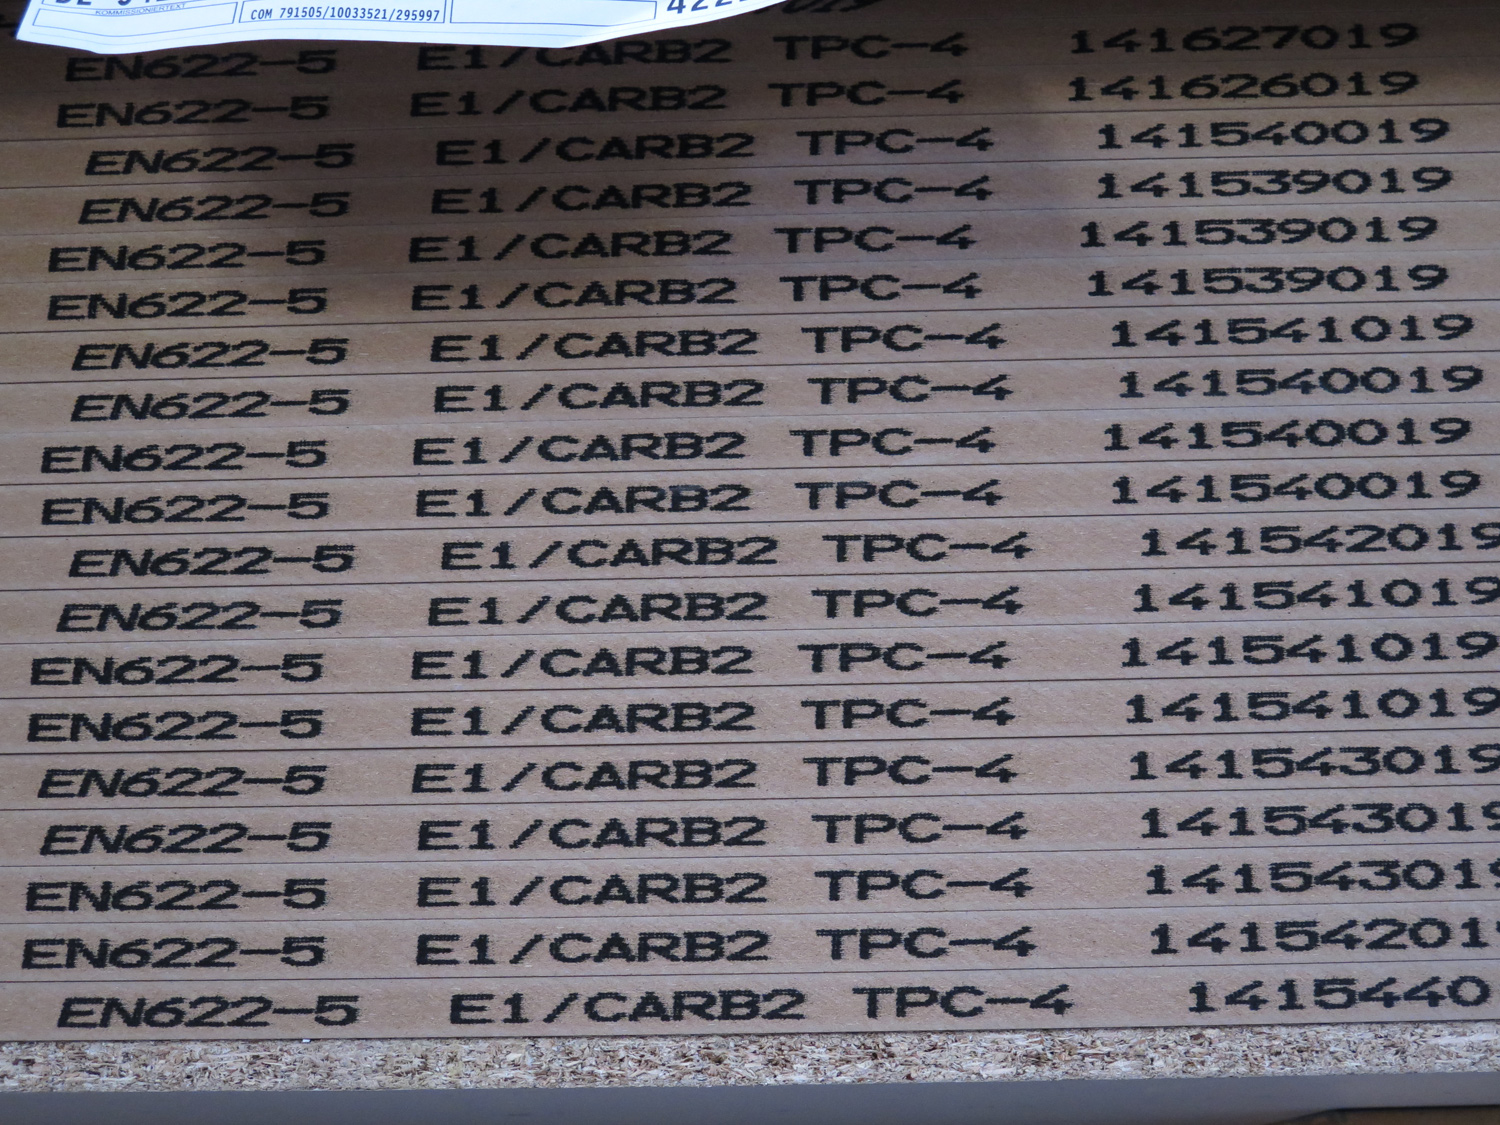 KOMMISSIONIERTEXT
COM 791505/10033521/295997
EN622-5 E1/CARB2 TPC-4 141627019
EN622-5 E1/CARB2 TPC-4 141626019
EN622-5 E1/CARB2 TPC-4 141540019
EN622-5 E1/CARB2 TPC-4 141539019
EN622-5 E1/CARB2 TPC-4 141539019
EN622-5 E1/CARB2 TPC-4 141539019
EN622-5 E1/CARB2 TPC-4 141541019
EN622-5 E1/CARB2 TPC-4 141540019
EN622-5 E1/CARB2 TPC-4 141540019
EN622-5 E1/CARB2 TPC-4 141540019
EN622-5 E1/CARB2 TPC-4 141542019
EN622-5 E1/CARB2 TPC-4 141541019
EN622-5 E1/CARB2 TPC-4 141541019
EN622-5 E1/CARB2 TPC-4 141541019
EN622-5 E1/CARB2 TPC-4 141543019
EN622-5 E1/CARB2 TPC-4 141543019
EN622-5 E1/CARB2 TPC-4 141543019
EN622-5 E1/CARB2 TPC-4 14154201
EN622-5 E1/CARB2 TPC-4 1415440